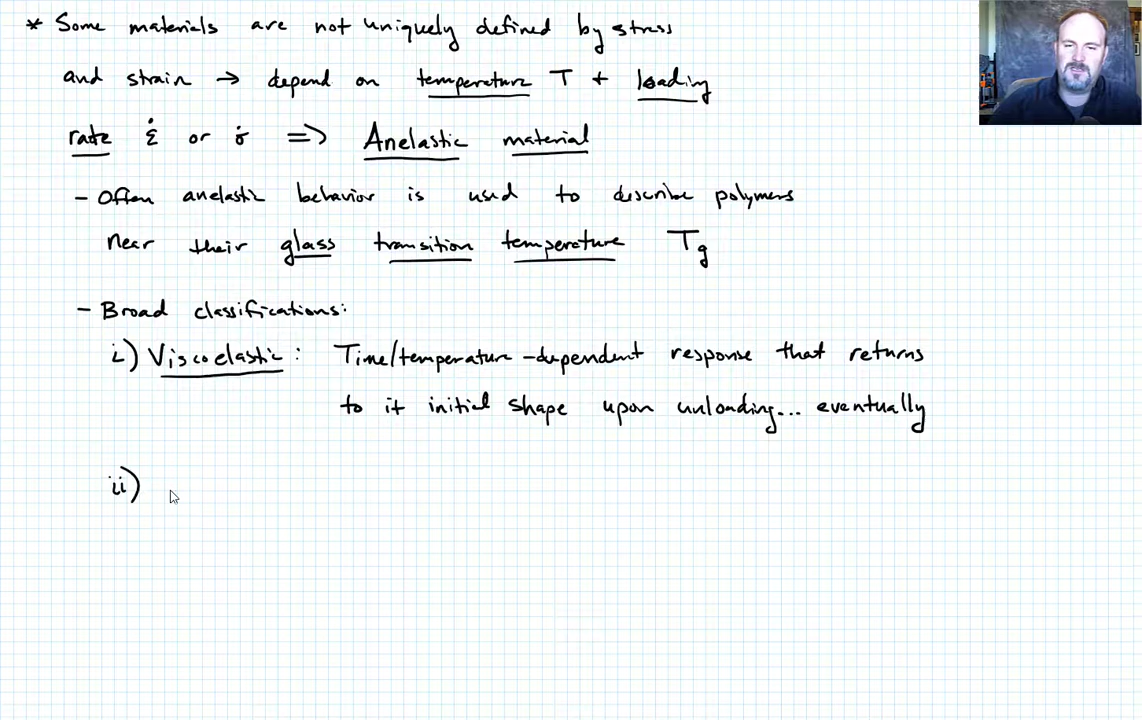 * Some materials are not uniquely defined by stress
and strain → depend on temperature T + loading
rate ε̇ or σ̇ => Anelastic material
- Often anelastic behavior is used to describe polymers
near their glass transition temperature Tg
- Broad classifications:
i) Viscoelastic: Time/temperature-dependent response that returns
to it initial shape upon unloading... eventually
ii)